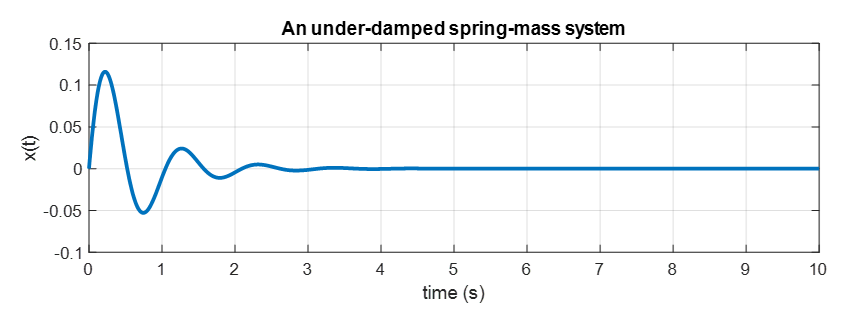 An under-damped spring-mass system
0.15
0.1
0.05
0
-0.05
-0.1
x(t)
0 1 2 3 4 5 6 7 8 9 10
time (s)